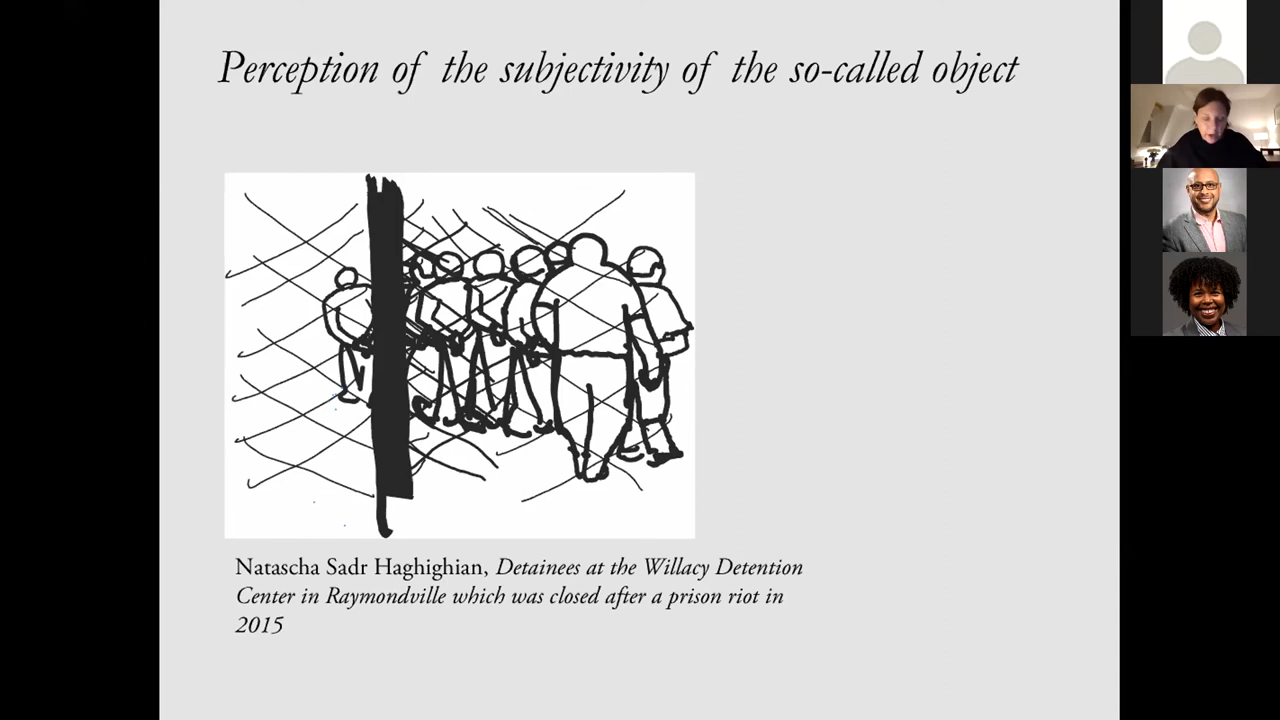 Perception of the subjectivity of the so-called object
Natascha Sadr Haghighian, Detainees at the Willacy Detention
Center in Raymondville which was closed after a prison riot in
2015